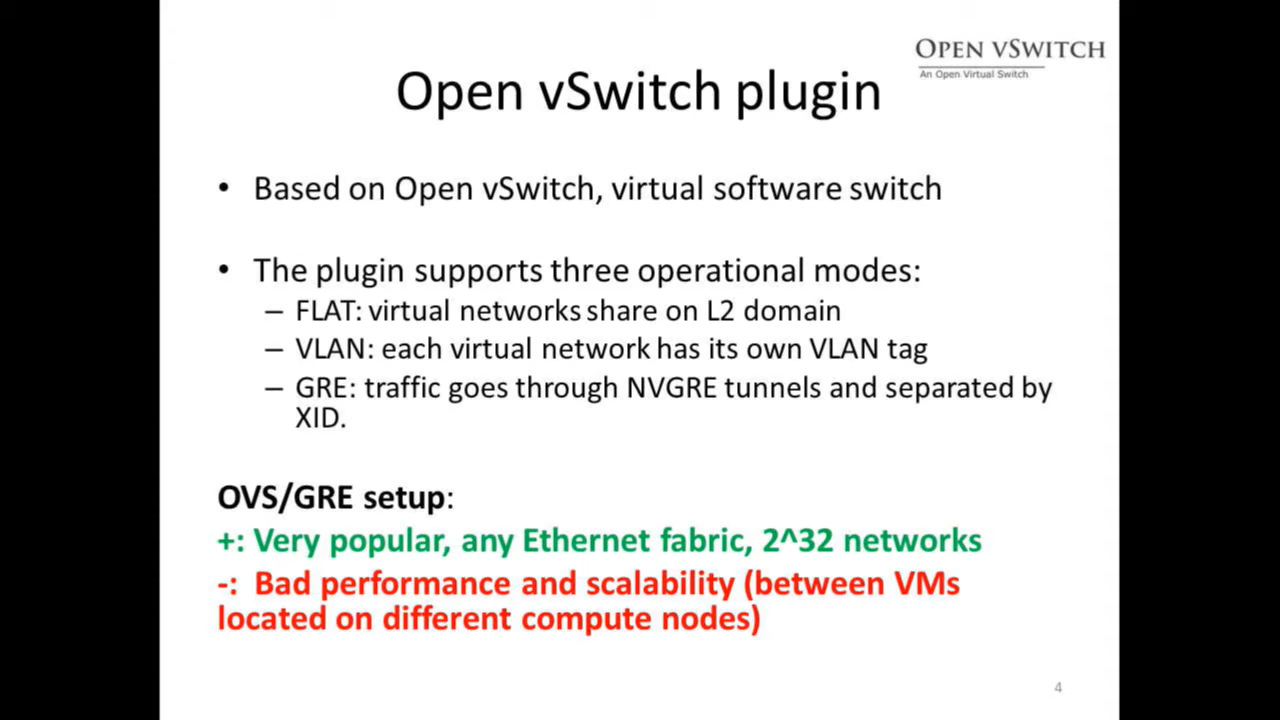 OPEN VSWITCH
An Open Virtual Switch
Open vSwitch plugin
• Based on Open vSwitch, virtual software switch
• The plugin supports three operational modes:
– FLAT: virtual networks share on L2 domain
– VLAN: each virtual network has its own VLAN tag
– GRE: traffic goes through NVGRE tunnels and separated by
XID.
OVS/GRE setup:
+: Very popular, any Ethernet fabric, 2^32 networks
-: Bad performance and scalability (between VMs
located on different compute nodes)
4